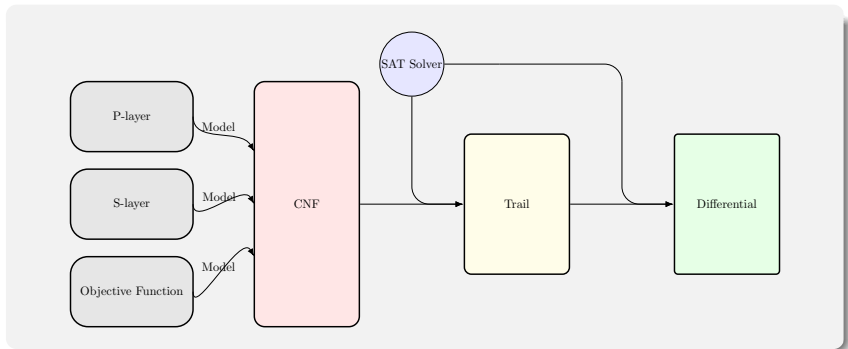 SAT Solver
P-layer
Model
S-layer
Model
CNF
Trail
Differential
Model
Objective Function